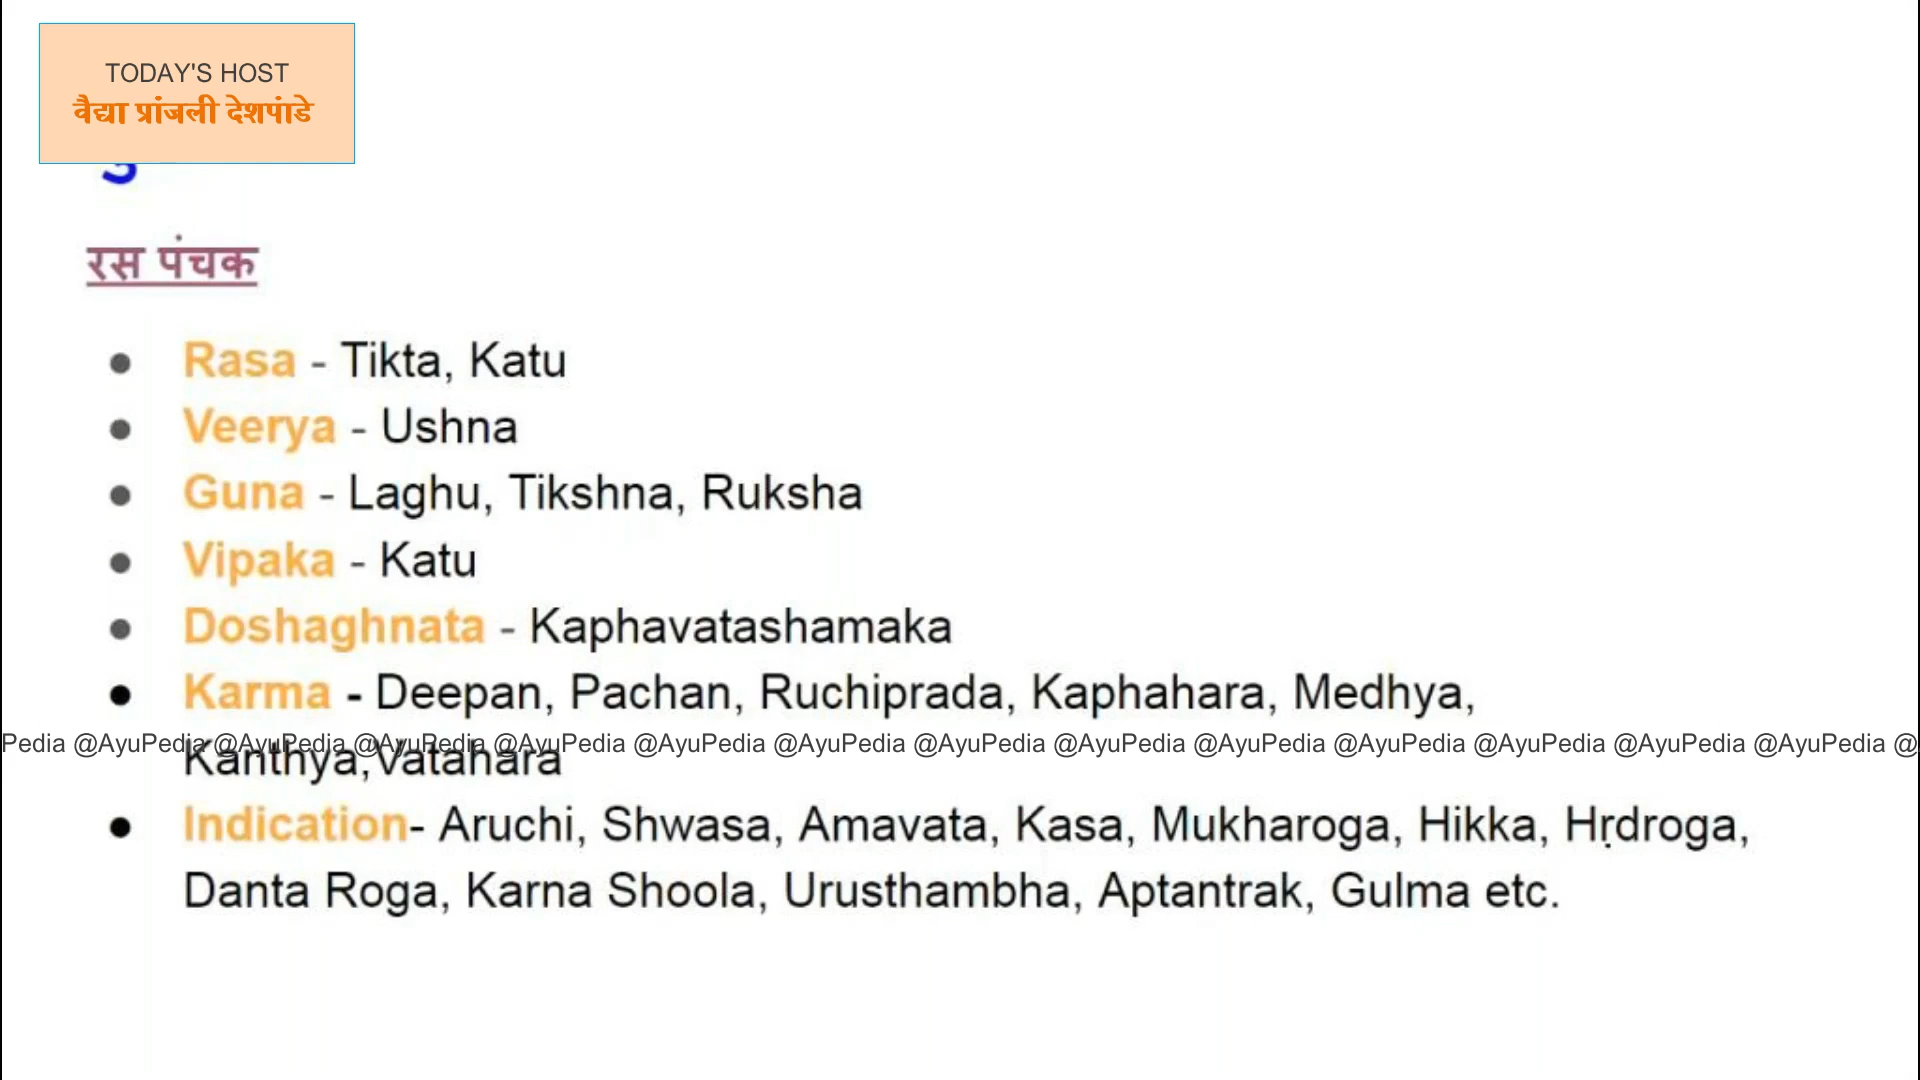 TODAY'S HOST
वैद्या प्रांजली देशपांडे
रस पंचक
● Rasa - Tikta, Katu
● Veerya - Ushna
● Guna - Laghu, Tikshna, Ruksha
● Vipaka - Katu
● Doshaghnata - Kaphavatashamaka
● Karma - Deepan, Pachan, Ruchiprada, Kaphahara, Medhya,
Pedia @AyuPedia @AyuPedia @AyuPedia @AyuPedia @AyuPedia @AyuPedia @AyuPedia @AyuPedia @AyuPedia @AyuPedia @AyuPedia @AyuPedia @AyuPedia @
Kanthya,Vatahara
● Indication- Aruchi, Shwasa, Amavata, Kasa, Mukharoga, Hikka, Hṛdroga,
Danta Roga, Karna Shoola, Urusthambha, Aptantrak, Gulma etc.